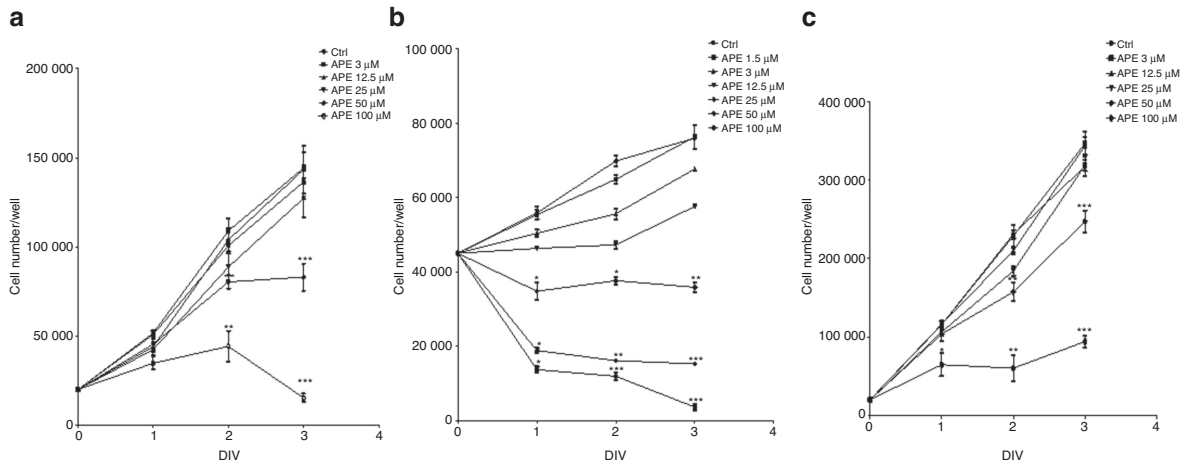 a
Ctrl
APE 3 μM
APE 12.5 μM
APE 25 μM
APE 50 μM
APE 100 μM
200 000
150 000
100 000
50 000
0
Cell number/well
***
**
***
0 1 2 3 4
DIV
b
Ctrl
APE 1.5 μM
APE 3 μM
APE 12.5 μM
APE 25 μM
APE 50 μM
APE 100 μM
100 000
80 000
60 000
40 000
20 000
0
Cell number/well
* * **
* ** ***
* *** ***
0 1 2 3 4
DIV
c
Ctrl
APE 3 μM
APE 12.5 μM
APE 25 μM
APE 50 μM
APE 100 μM
400 000
300 000
200 000
100 000
0
Cell number/well
***
**
* ** ***
0 1 2 3 4
DIV